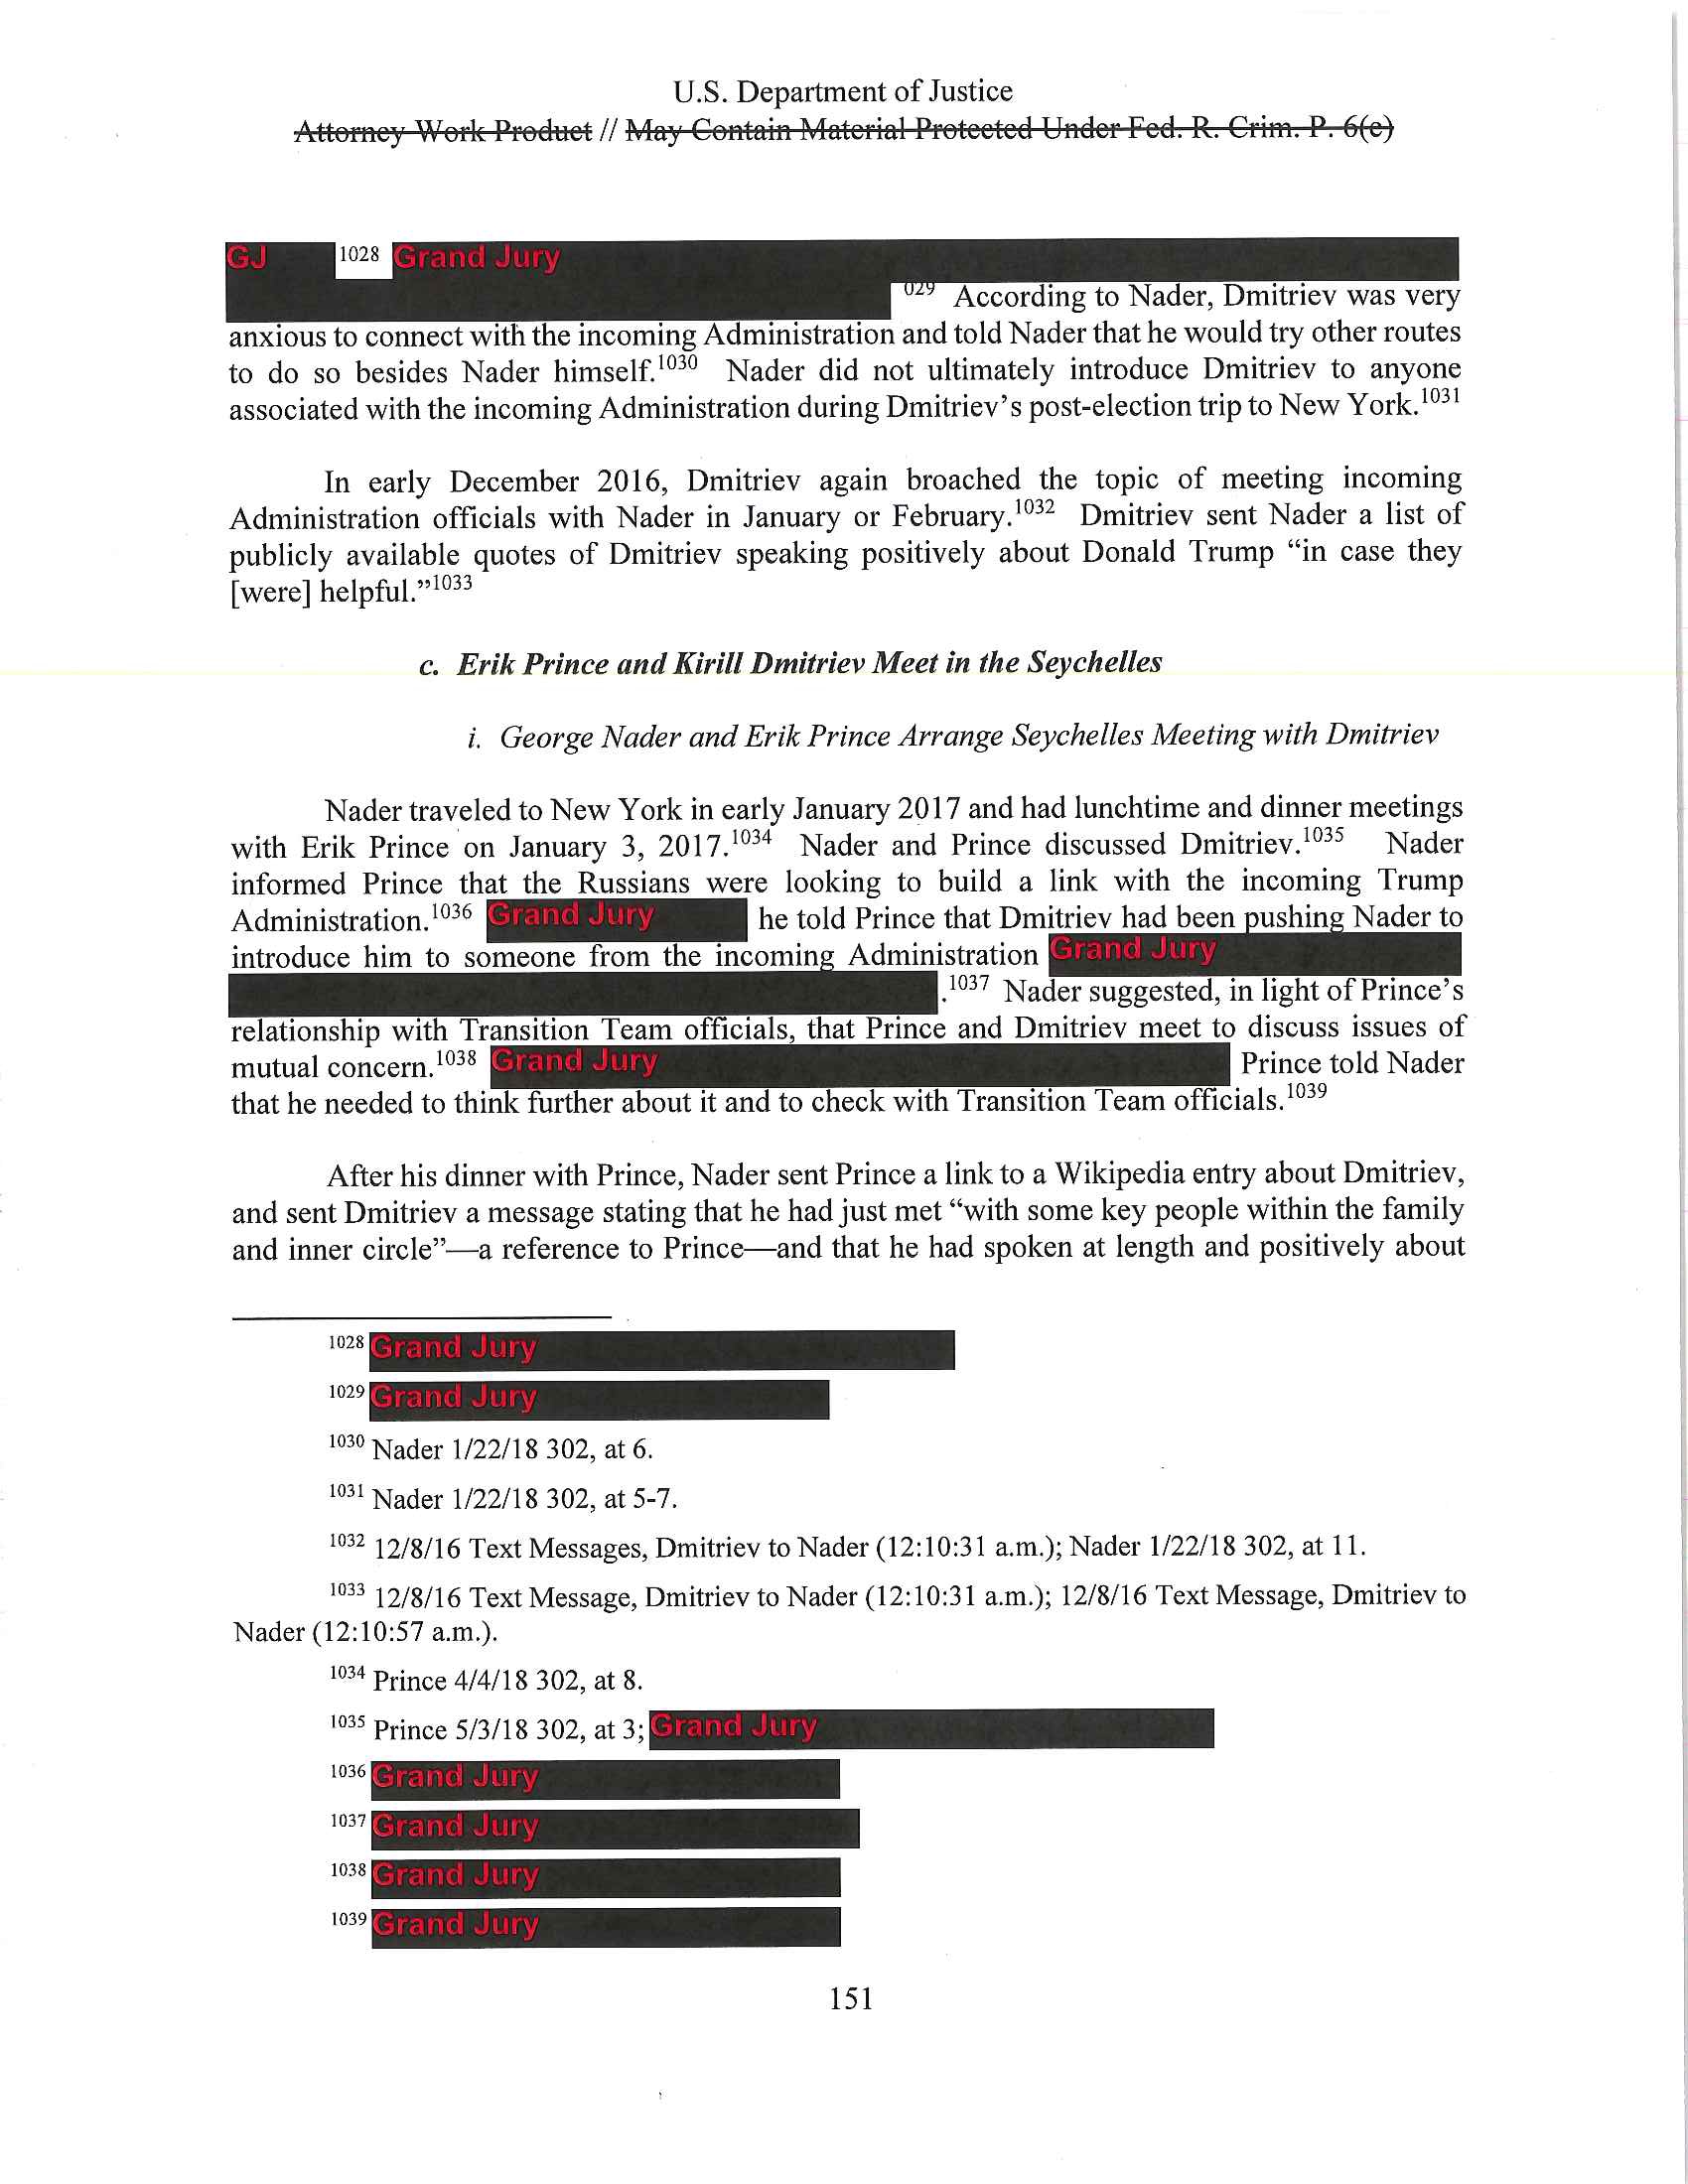 U.S. Department of Justice
Attorney Work Product // May Contain Material Protected Under Fed. R. Crim. P. 6(e)
GJ 1028 Grand Jury
029 According to Nader, Dmitriev was very
anxious to connect with the incoming Administration and told Nader that he would try other routes
to do so besides Nader himself.1030 Nader did not ultimately introduce Dmitriev to anyone
associated with the incoming Administration during Dmitriev’s post-election trip to New York.1031
In early December 2016, Dmitriev again broached the topic of meeting incoming
Administration officials with Nader in January or February.1032 Dmitriev sent Nader a list of
publicly available quotes of Dmitriev speaking positively about Donald Trump “in case they
[were] helpful.”1033
c. Erik Prince and Kirill Dmitriev Meet in the Seychelles
i. George Nader and Erik Prince Arrange Seychelles Meeting with Dmitriev
Nader traveled to New York in early January 2017 and had lunchtime and dinner meetings
with Erik Prince on January 3, 2017.1034 Nader and Prince discussed Dmitriev.1035 Nader
informed Prince that the Russians were looking to build a link with the incoming Trump
Administration.1036 Grand Jury he told Prince that Dmitriev had been pushing Nader to
introduce him to someone from the incoming Administration Grand Jury
.1037 Nader suggested, in light of Prince’s
relationship with Transition Team officials, that Prince and Dmitriev meet to discuss issues of
mutual concern.1038 Grand Jury Prince told Nader
that he needed to think further about it and to check with Transition Team officials.1039
After his dinner with Prince, Nader sent Prince a link to a Wikipedia entry about Dmitriev,
and sent Dmitriev a message stating that he had just met “with some key people within the family
and inner circle”—a reference to Prince—and that he had spoken at length and positively about
1028 Grand Jury
1029 Grand Jury
1030 Nader 1/22/18 302, at 6.
1031 Nader 1/22/18 302, at 5-7.
1032 12/8/16 Text Messages, Dmitriev to Nader (12:10:31 a.m.); Nader 1/22/18 302, at 11.
1033 12/8/16 Text Message, Dmitriev to Nader (12:10:31 a.m.); 12/8/16 Text Message, Dmitriev to
Nader (12:10:57 a.m.).
1034 Prince 4/4/18 302, at 8.
1035 Prince 5/3/18 302, at 3; Grand Jury
1036 Grand Jury
1037 Grand Jury
1038 Grand Jury
1039 Grand Jury
151